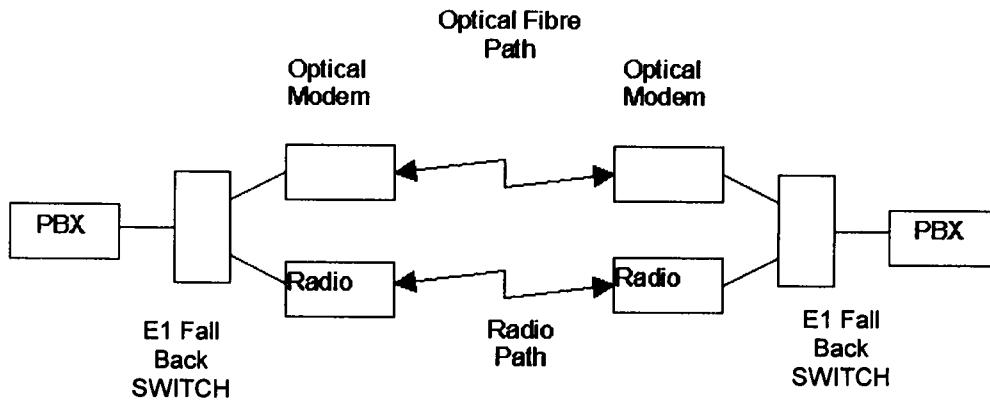 Optical Fibre
Path
Optical
Modem
Optical
Modem
PBX
PBX
Radio
Radio
E1 Fall
Back
SWITCH
Radio
Path
E1 Fall
Back
SWITCH